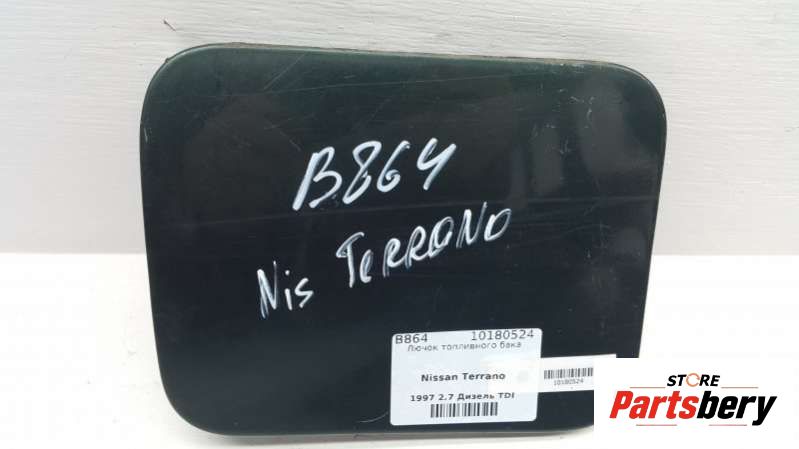 B864
Nis TERRANO
B864 10180524
Лючок топливного бака
Nissan Terrano
1997 2.7 Дизель TDI
10180524
STORE
Partsbery